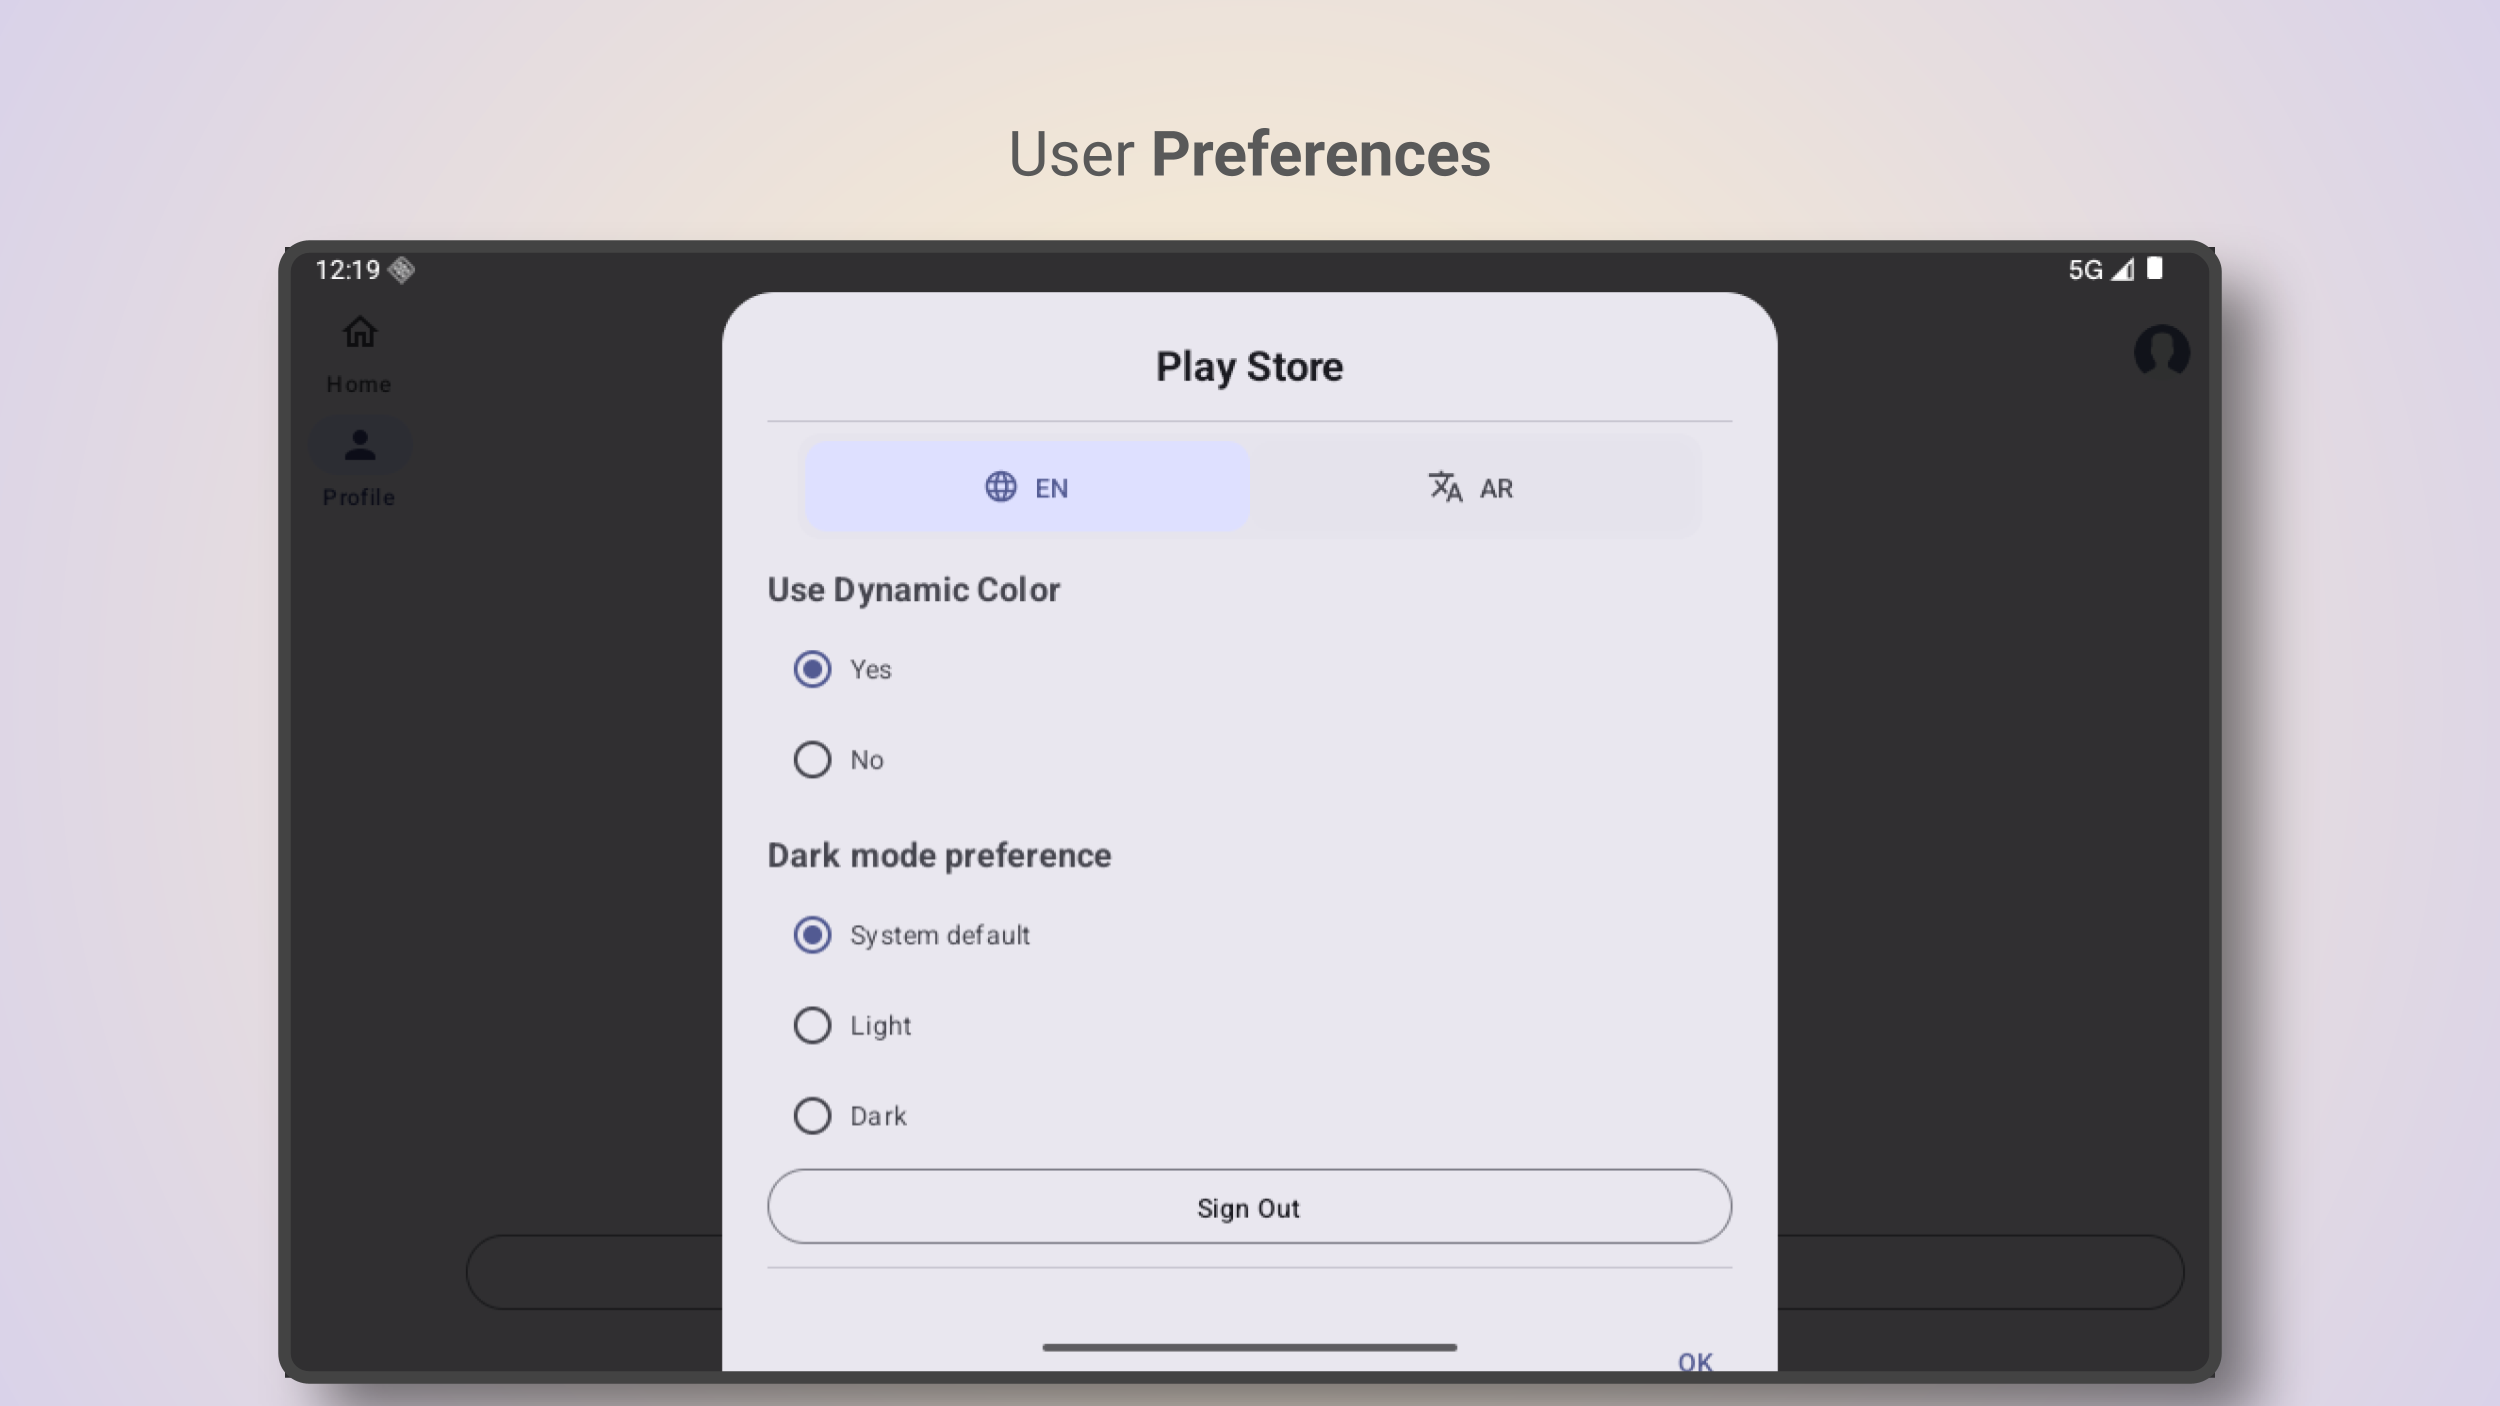 User Preferences
12:19
5G
Home
Profile
Play Store
EN
AR
Use Dynamic Color
Yes
No
Dark mode preference
System default
Light
Dark
Sign Out
OK